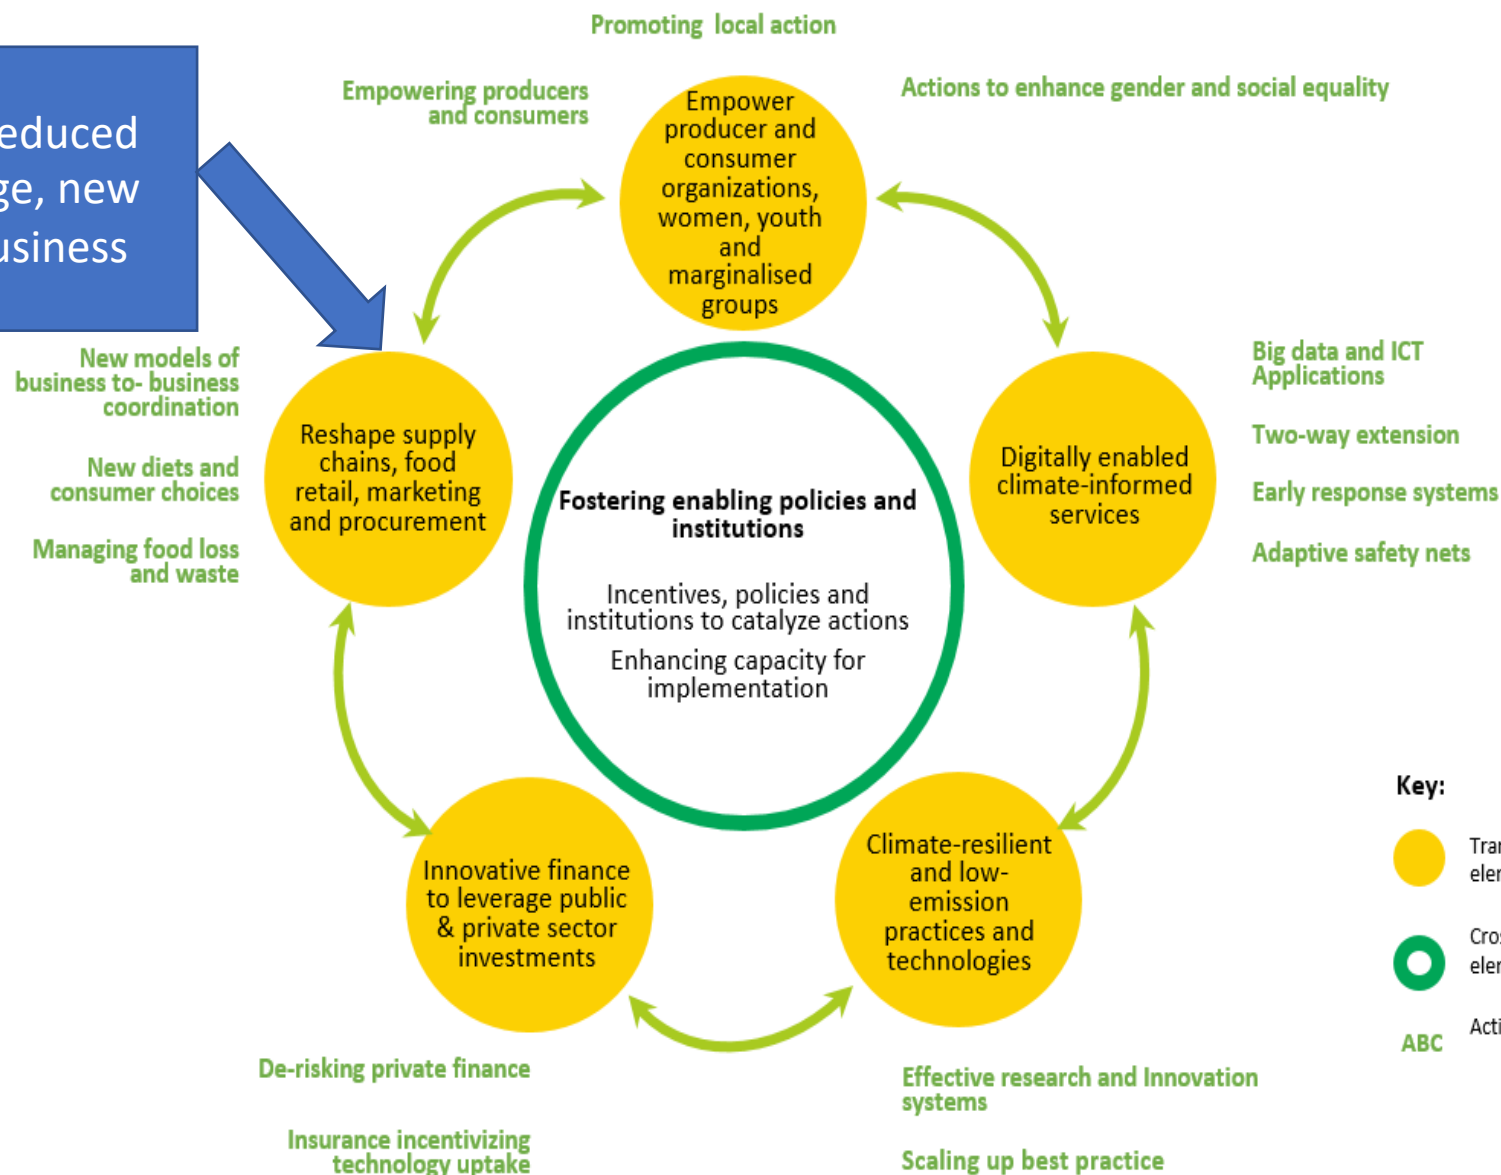 Promoting local action
Empowering producers
and consumers
Actions to enhance gender and social equality
new
Empower
producer and
consumer
organizations,
women, youth
and
marginalised
groups
New models of
business to- business
coordination
New diets and
consumer choices
Managing food loss
and waste
Reshape supply
chains, food
retail, marketing
and procurement
Fostering enabling policies and
institutions
Incentives, policies and
institutions to catalyze actions
Enhancing capacity for
implementation
Digitally enabled
climate-informed
services
Big data and ICT
Applications
Two-way extension
Early response systems
Adaptive safety nets
Innovative finance
to leverage public
& private sector
investments
Climate-resilient
and low-
emission
practices and
technologies
Key:
ABC
De-risking private finance
Insurance incentivizing
technology uptake
Effective research and Innovation
systems
Scaling up best practice